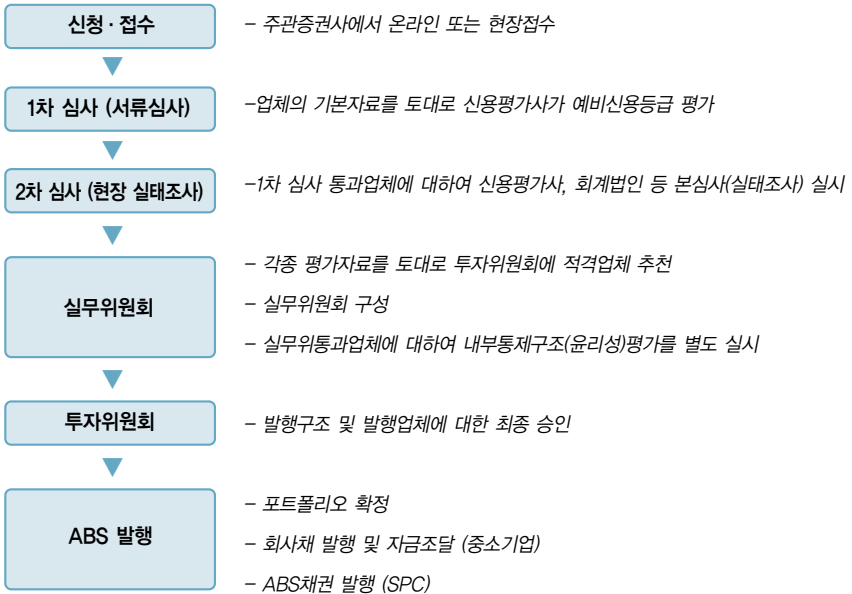 신청 · 접수
- 주관증권사에서 온라인 또는 현장접수
1차 심사 (서류심사)
-업체의 기본자료를 토대로 신용평가사가 예비신용등급 평가
2차 심사 (현장 실태조사)
-1차 심사 통과업체에 대하여 신용평가사, 회계법인 등 본심사(실태조사) 실시
실무위원회
- 각종 평가자료를 토대로 투자위원회에 적격업체 추천
- 실무위원회 구성
- 실무위통과업체에 대하여 내부통제구조(윤리성)평가를 별도 실시
투자위원회
- 발행구조 및 발행업체에 대한 최종 승인
ABS 발행
- 포트폴리오 확정
- 회사채 발행 및 자금조달 (중소기업)
- ABS채권 발행 (SPC)